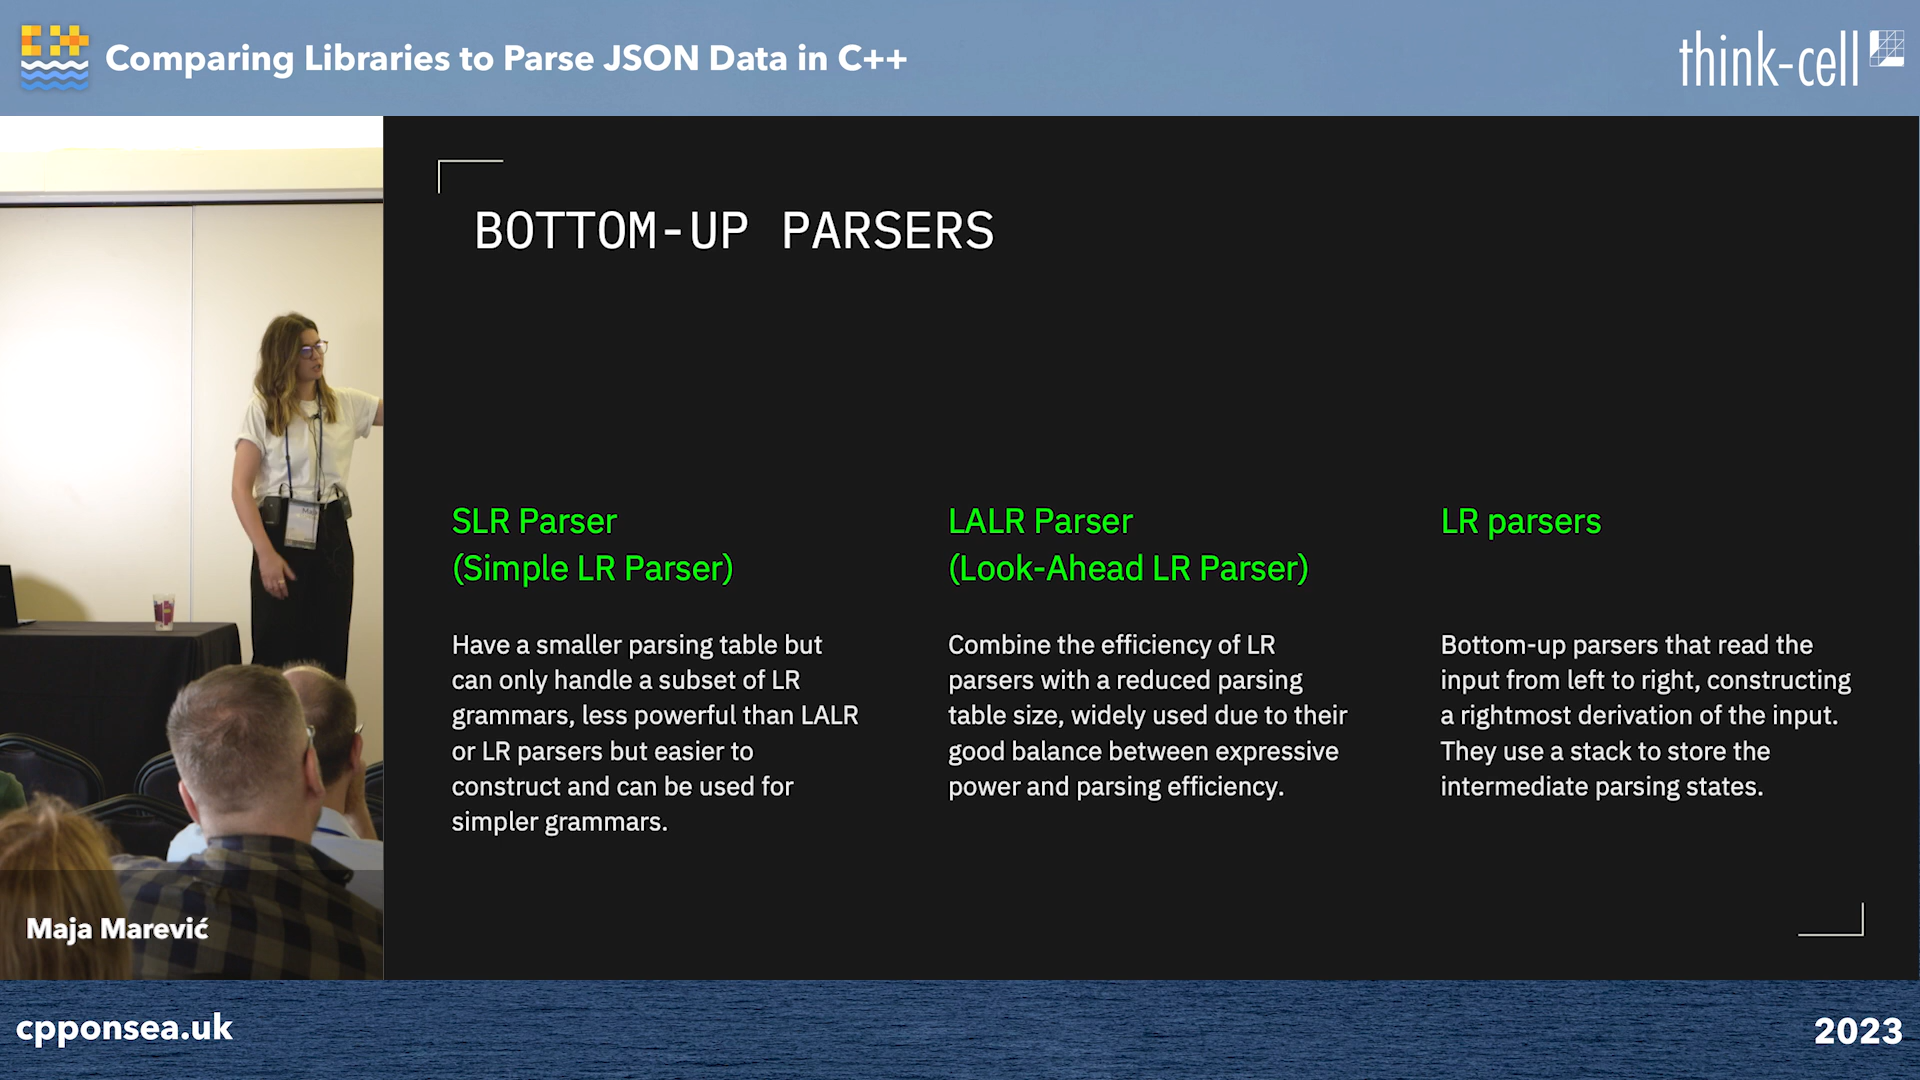 Comparing Libraries to Parse JSON Data in C++
think-cell
BOTTOM-UP PARSERS
SLR Parser
(Simple LR Parser)
Have a smaller parsing table but
can only handle a subset of LR
grammars, less powerful than LALR
or LR parsers but easier to
construct and can be used for
simpler grammars.
LALR Parser
(Look-Ahead LR Parser)
Combine the efficiency of LR
parsers with a reduced parsing
table size, widely used due to their
good balance between expressive
power and parsing efficiency.
LR parsers
Bottom-up parsers that read the
input from left to right, constructing
a rightmost derivation of the input.
They use a stack to store the
intermediate parsing states.
Maja Marević
cpponsea.uk
2023